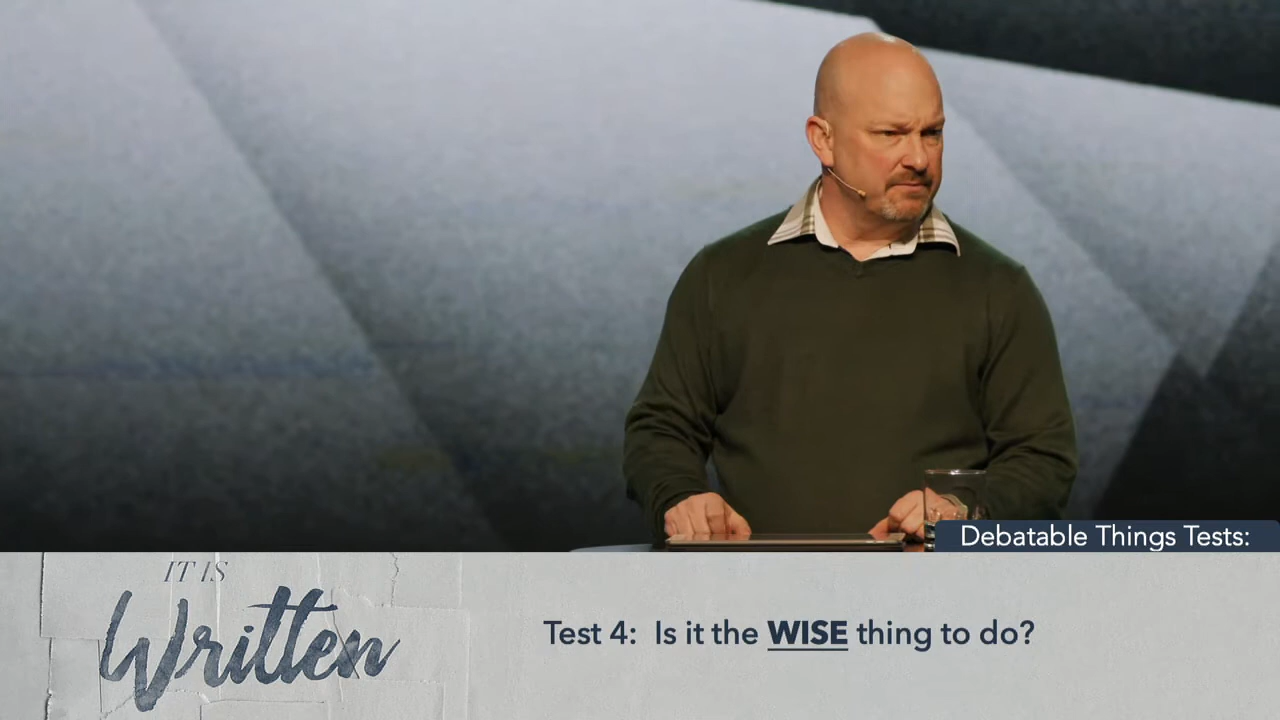 Debatable Things Tests:
IT IS
Written
Test 4: Is it the WISE thing to do?